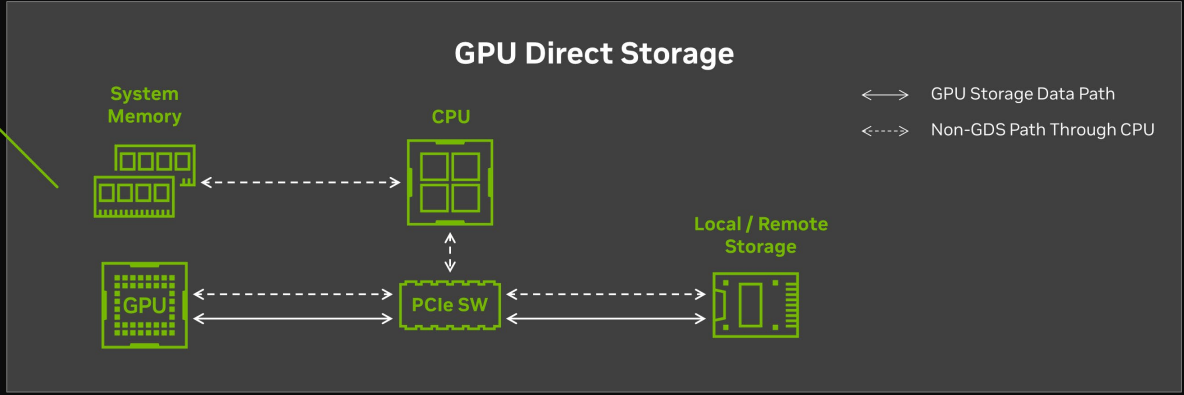 GPU Direct Storage
System
Memory
CPU
GPU Storage Data Path
Non-GDS Path Through CPU
Local / Remote
Storage
GPU
PCIe SW